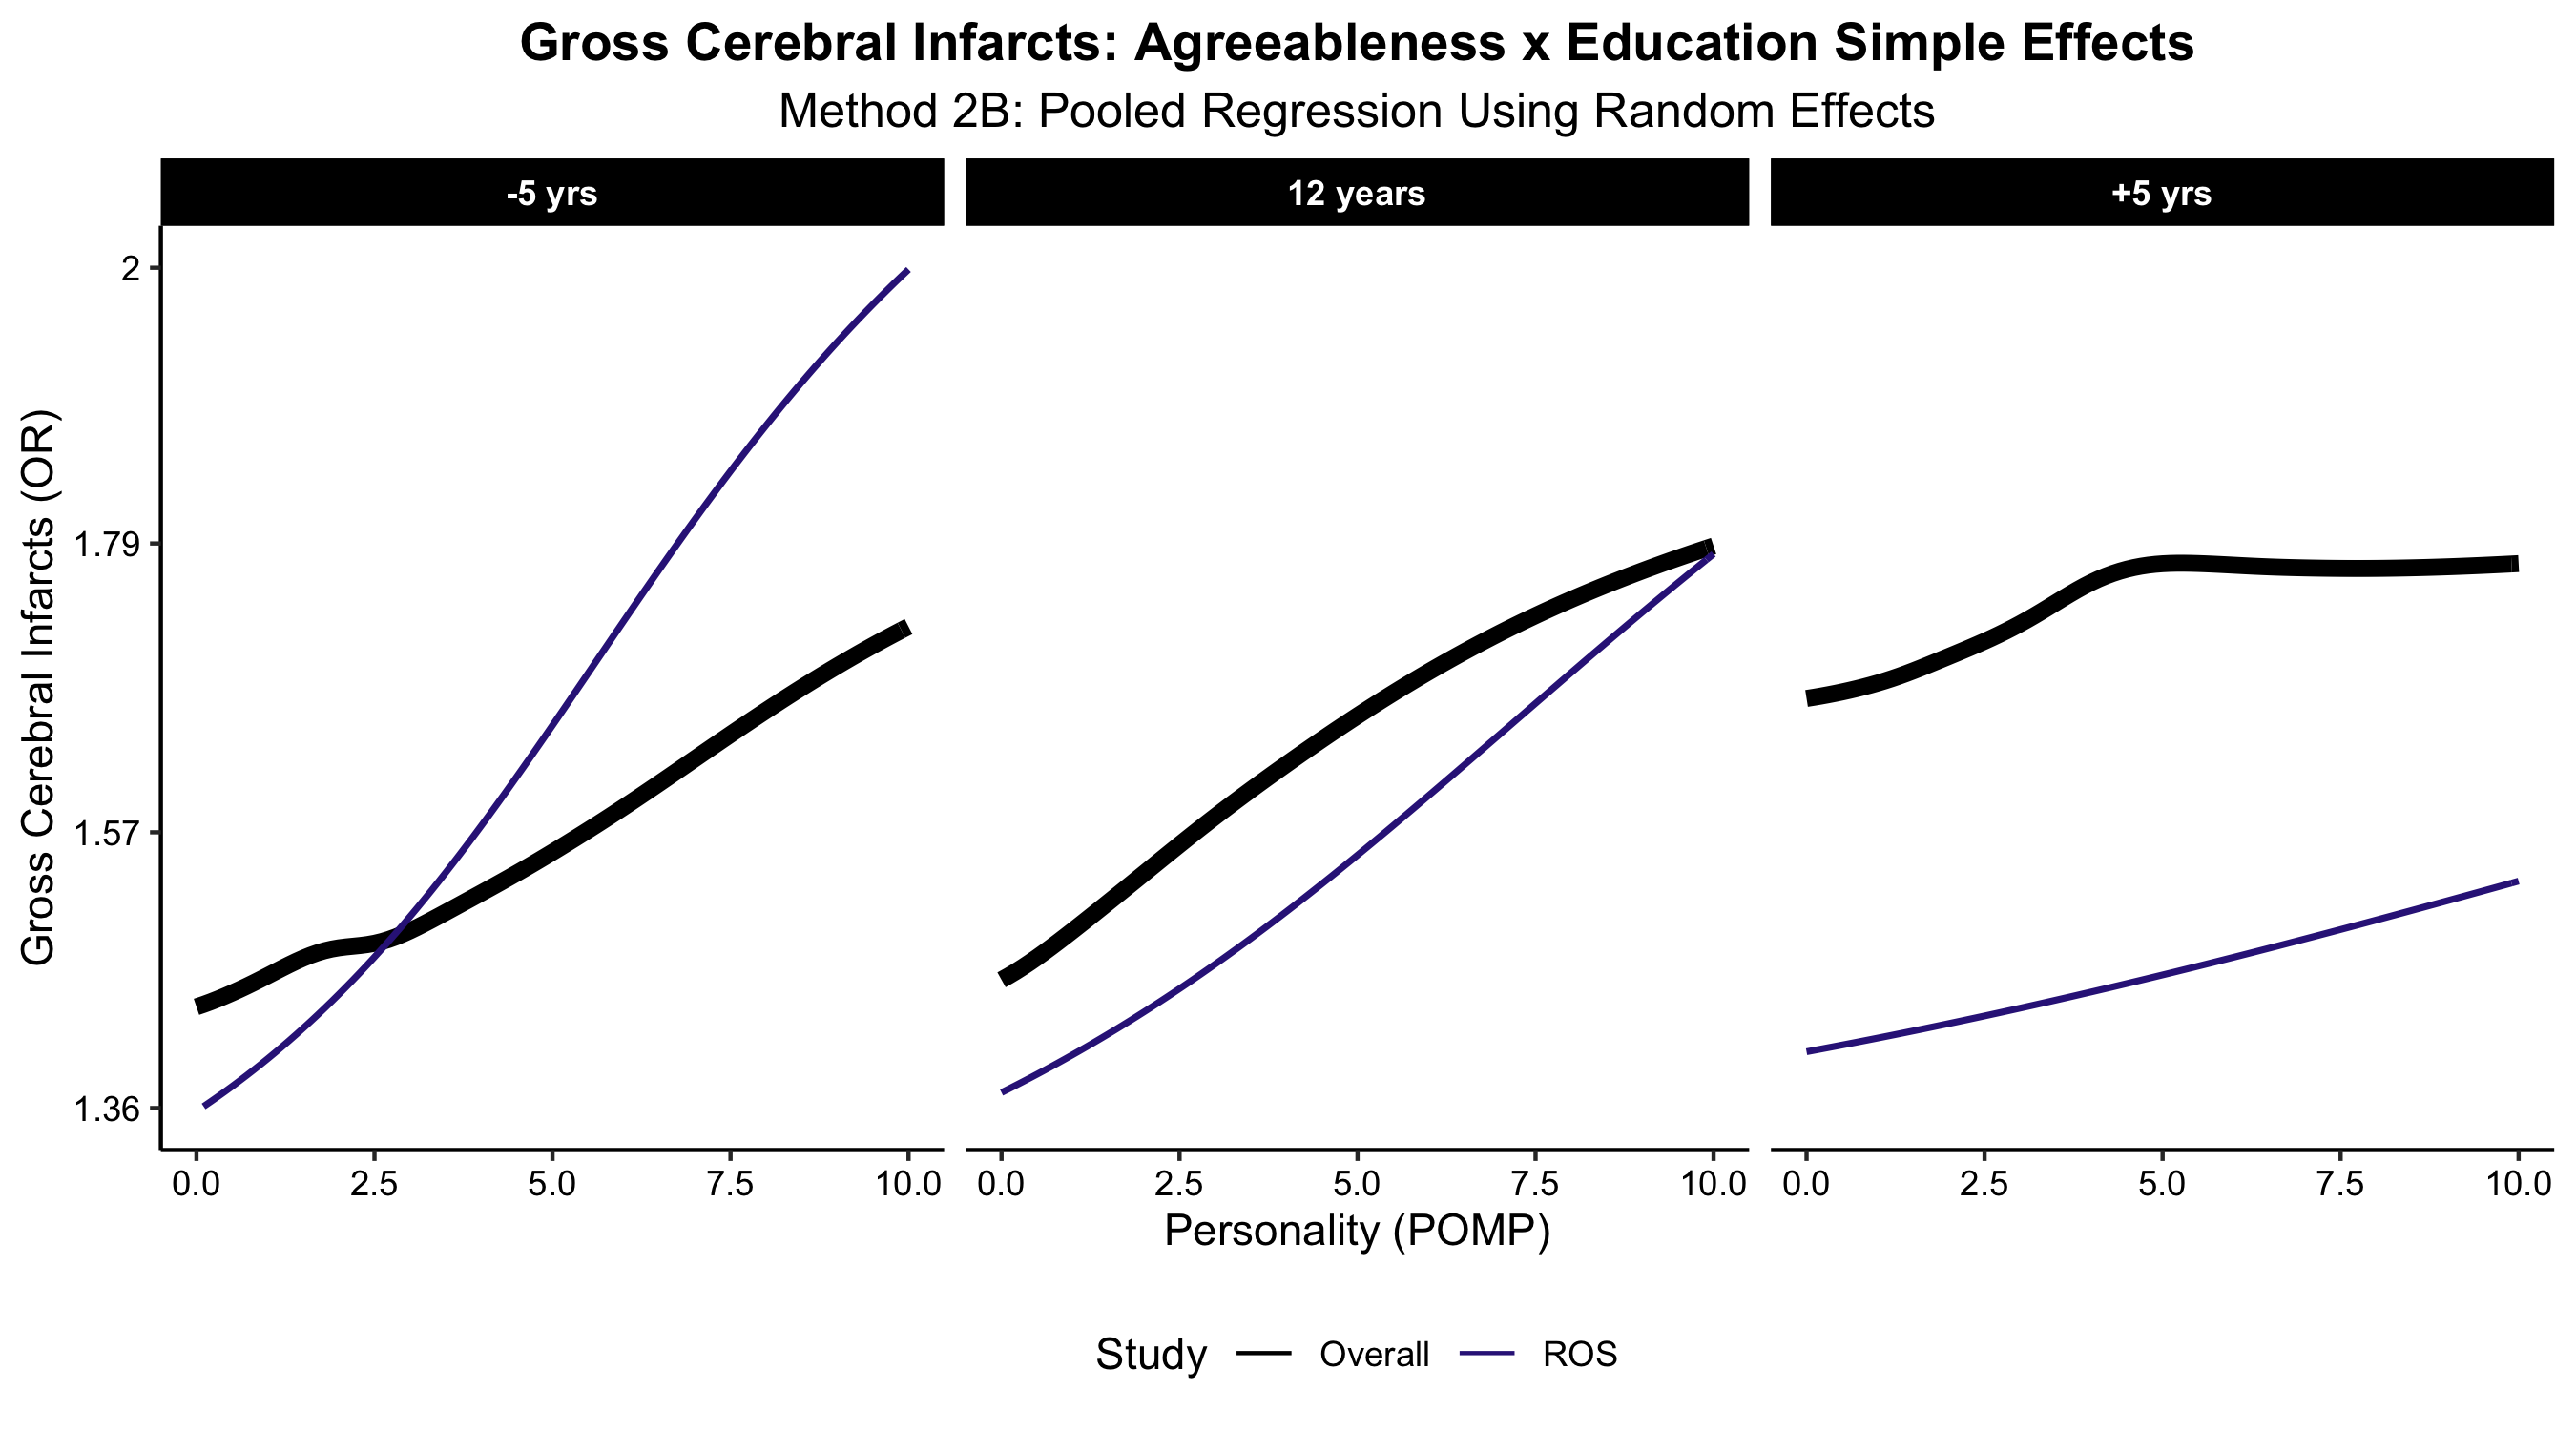 Gross Cerebral Infarcts: Agreeableness x Education Simple Effects
Method 2B: Pooled Regression Using Random Effects
-5 yrs
12 years
+5 yrs
Gross Cerebral Infarcts (OR)
2
1.79
1.57
1.36
0.0 2.5 5.0 7.5 10.0
0.0 2.5 5.0 7.5 10.0
0.0 2.5 5.0 7.5 10.0
Personality (POMP)
Study Overall ROS